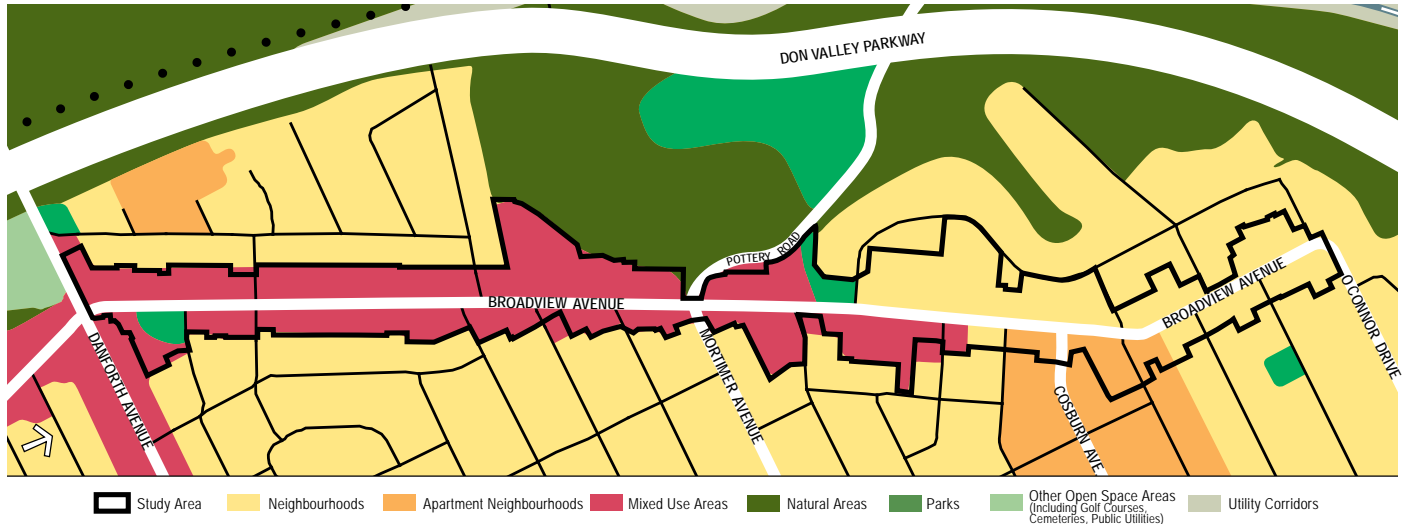 DON VALLEY PARKWAY
POTTERY ROAD
BROADVIEW AVENUE
BROADVIEW AVENUE
O CONNOR DRIVE
DANFORTH AVENUE
MORTIMER AVENUE
COSBURN AVE
Study Area
Neighbourhoods
Apartment Neighbourhoods
Mixed Use Areas
Natural Areas
Parks
Other Open Space Areas
(Including Golf Courses,
Cemeteries, Public Utilities)
Utility Corridors